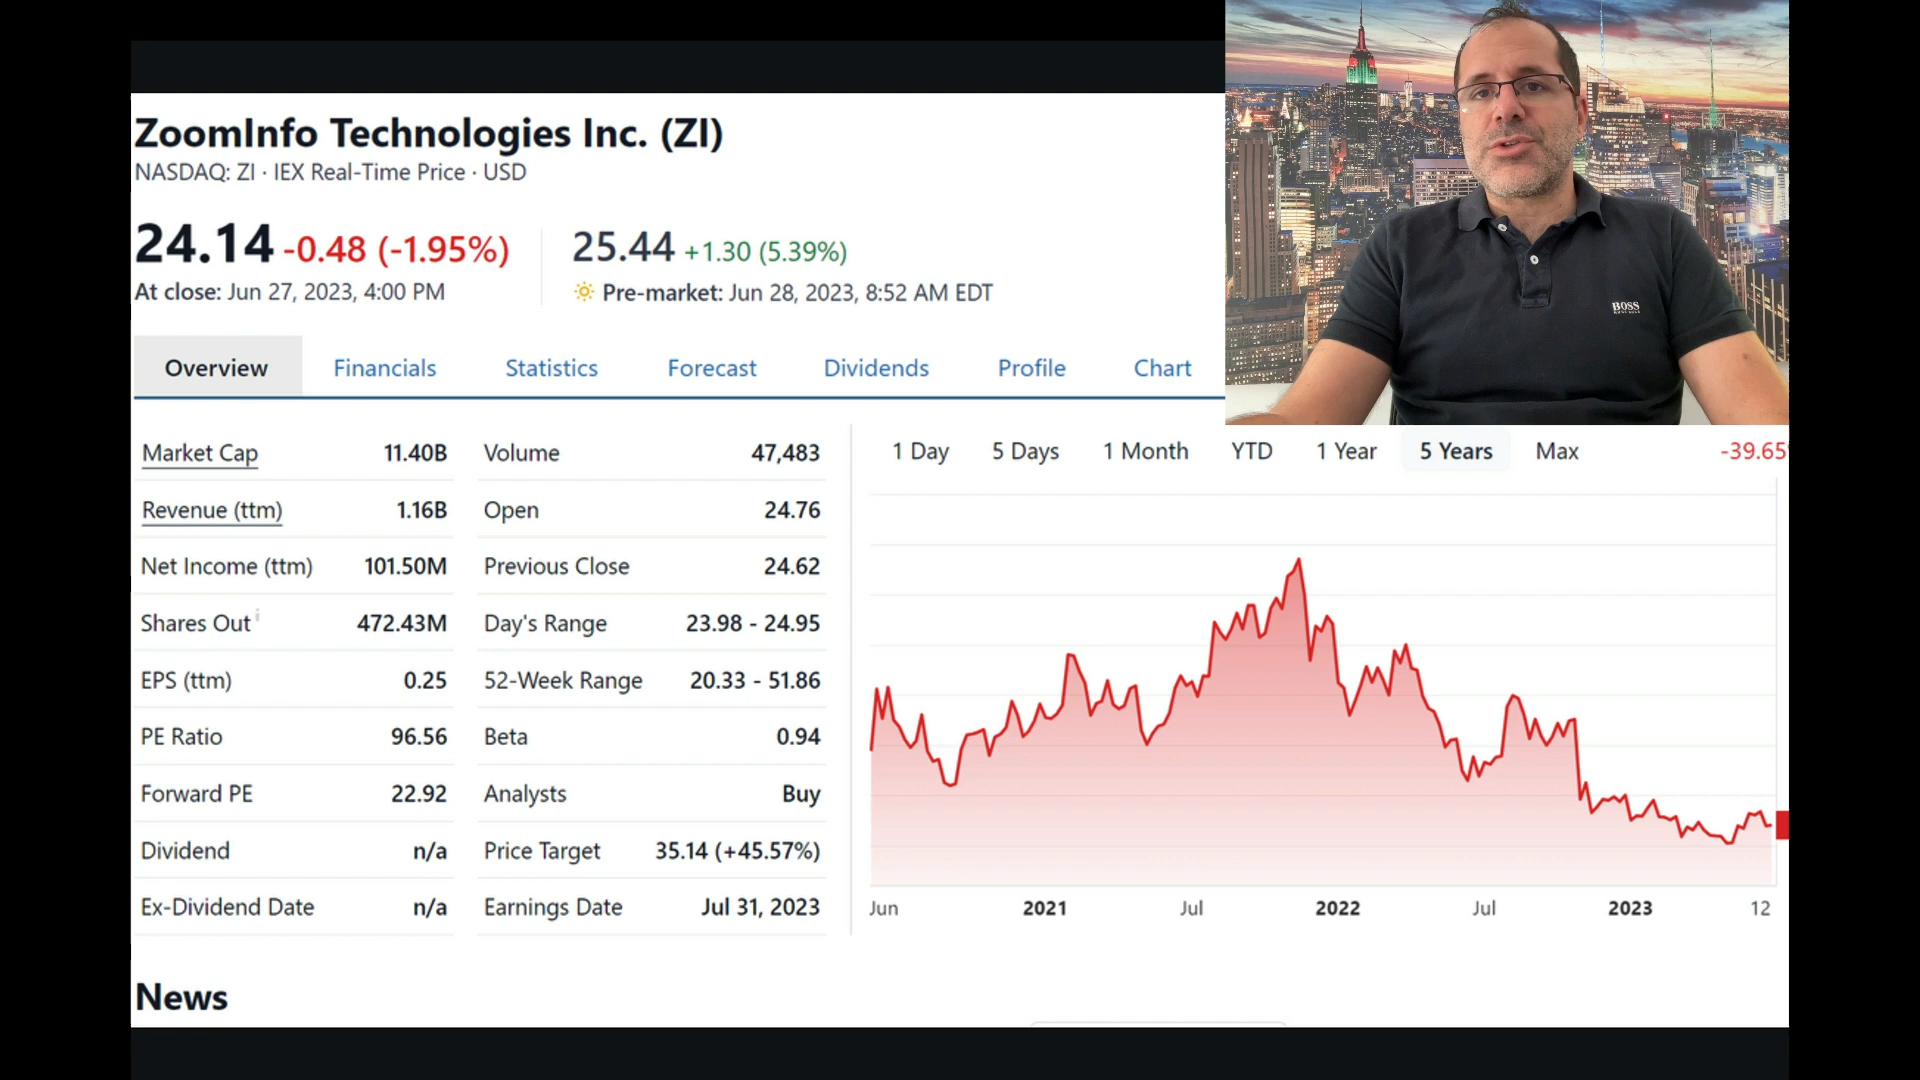 ZoomInfo Technologies Inc. (ZI)
NASDAQ: ZI · IEX Real-Time Price · USD
24.14 -0.48 (-1.95%)
At close: Jun 27, 2023, 4:00 PM
25.44 +1.30 (5.39%)
Pre-market: Jun 28, 2023, 8:52 AM EDT
BOSS
Overview Financials Statistics Forecast Dividends Profile Chart
Market Cap 11.40B
Revenue (ttm) 1.16B
Net Income (ttm) 101.50M
Shares Out i 472.43M
EPS (ttm) 0.25
PE Ratio 96.56
Forward PE 22.92
Dividend n/a
Ex-Dividend Date n/a
Volume 47,483
Open 24.76
Previous Close 24.62
Day's Range 23.98 - 24.95
52-Week Range 20.33 - 51.86
Beta 0.94
Analysts Buy
Price Target 35.14 (+45.57%)
Earnings Date Jul 31, 2023
1 Day 5 Days 1 Month YTD 1 Year 5 Years Max -39.65
Jun 2021 Jul 2022 Jul 2023 12
News